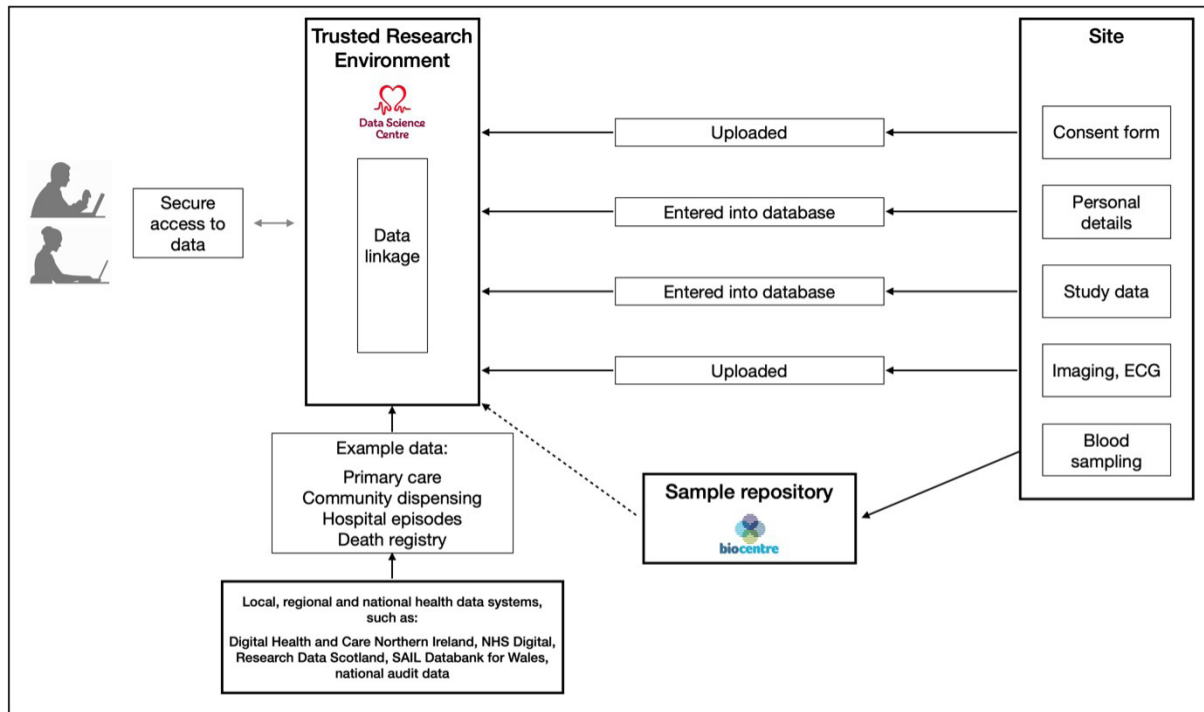 Trusted Research
Environment
Data Science
Centre
Data
linkage
Secure
access to
data
Uploaded
Entered into database
Entered into database
Uploaded
Site
Consent form
Personal
details
Study data
Imaging, ECG
Blood
sampling
Example data:
Primary care
Community dispensing
Hospital episodes
Death registry
Sample repository
biocentre
Local, regional and national health data systems,
such as:
Digital Health and Care Northern Ireland, NHS Digital,
Research Data Scotland, SAIL Databank for Wales,
national audit data